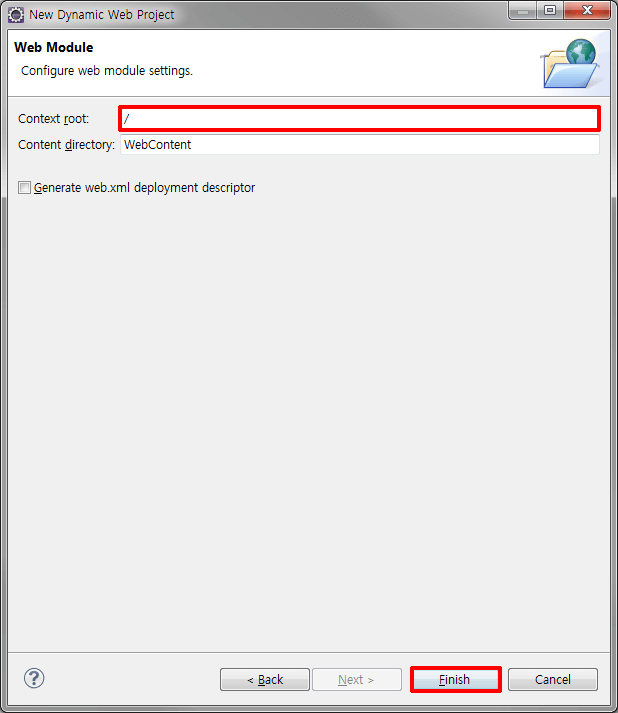 New Dynamic Web Project
Web Module
Configure web module settings.
Context root: /
Content directory: WebContent
Generate web.xml deployment descriptor
? < Back Next > Finish Cancel